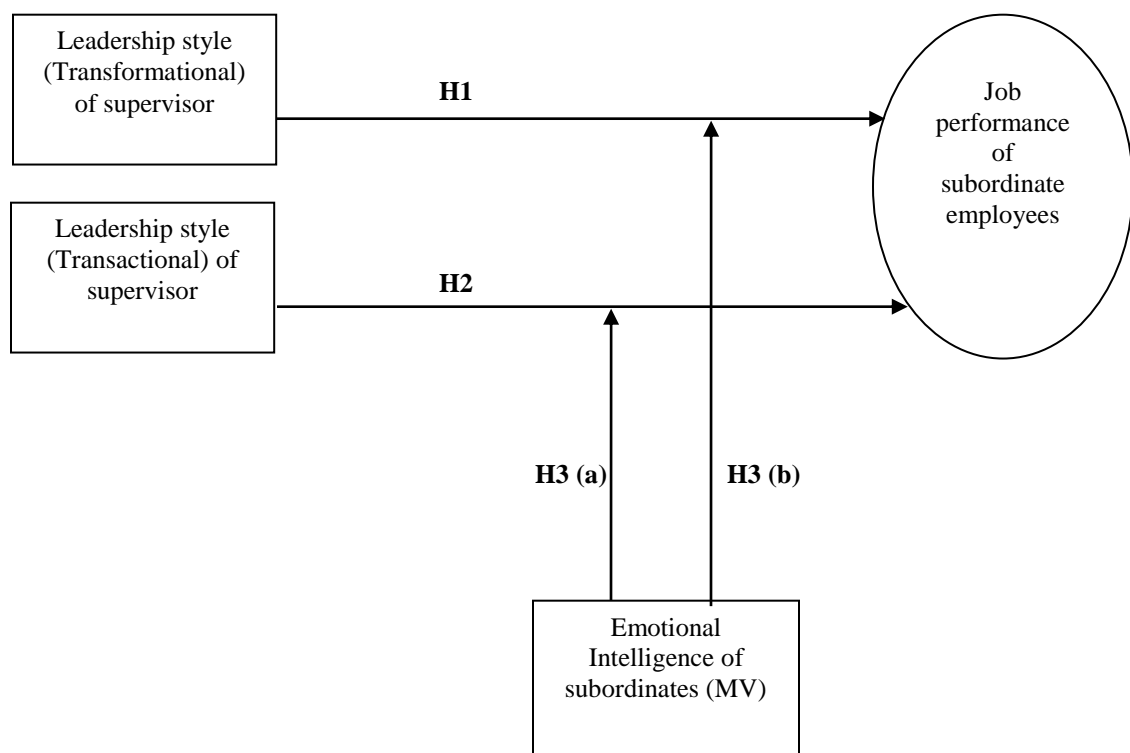 Leadership style
(Transformational)
of supervisor
H1
Job
performance
of
subordinate
employees
Leadership style
(Transactional) of
supervisor
H2
H3 (a)
H3 (b)
Emotional
Intelligence of
subordinates (MV)